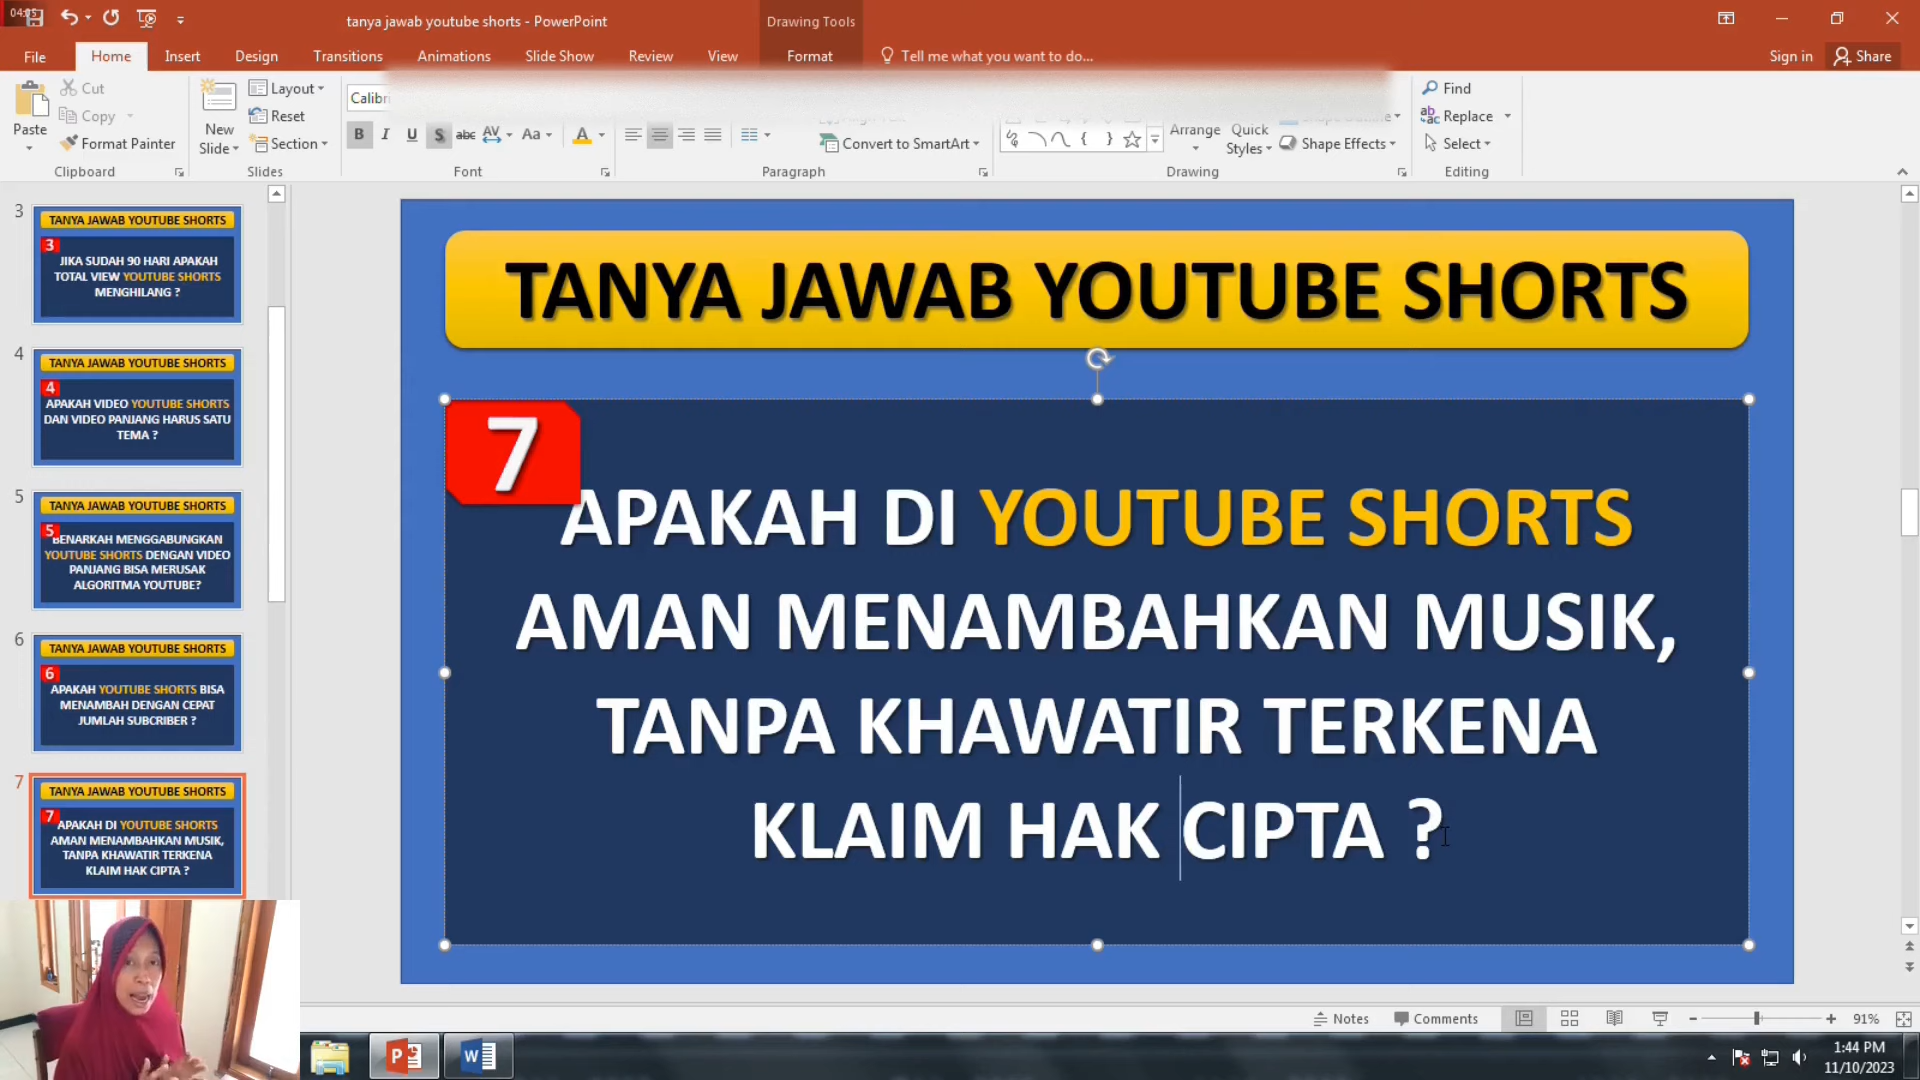 04:05
tanya jawab youtube shorts - PowerPoint
Drawing Tools
File
Home
Insert
Design
Transitions
Animations
Slide Show
Review
View
Format
Tell me what you want to do...
Sign in
Share
Paste
Cut
Copy
Format Painter
Clipboard
New
Slide
Layout
Reset
Section
Slides
Calibri
B I U S abc AV Aa A
Font
Convert to SmartArt
Paragraph
Arrange
Quick
Styles
Shape Effects
Drawing
Find
Replace
Select
Editing
3
TANYA JAWAB YOUTUBE SHORTS
3
JIKA SUDAH 90 HARI APAKAH
TOTAL VIEW YOUTUBE SHORTS
MENGHILANG ?
4
TANYA JAWAB YOUTUBE SHORTS
4
APAKAH VIDEO YOUTUBE SHORTS
DAN VIDEO PANJANG HARUS SATU
TEMA ?
5
TANYA JAWAB YOUTUBE SHORTS
5
BENARKAH MENGGABUNGKAN
YOUTUBE SHORTS DENGAN VIDEO
PANJANG BISA MERUSAK
ALGORITMA YOUTUBE?
6
TANYA JAWAB YOUTUBE SHORTS
6
APAKAH YOUTUBE SHORTS BISA
MENAMBAH DENGAN CEPAT
JUMLAH SUBCRIBER ?
7
TANYA JAWAB YOUTUBE SHORTS
7
APAKAH DI YOUTUBE SHORTS
AMAN MENAMBAHKAN MUSIK,
TANPA KHAWATIR TERKENA
KLAIM HAK CIPTA ?
TANYA JAWAB YOUTUBE SHORTS
7
APAKAH DI YOUTUBE SHORTS
AMAN MENAMBAHKAN MUSIK,
TANPA KHAWATIR TERKENA
KLAIM HAK CIPTA ?
Notes
Comments
91%
1:44 PM
11/10/2023